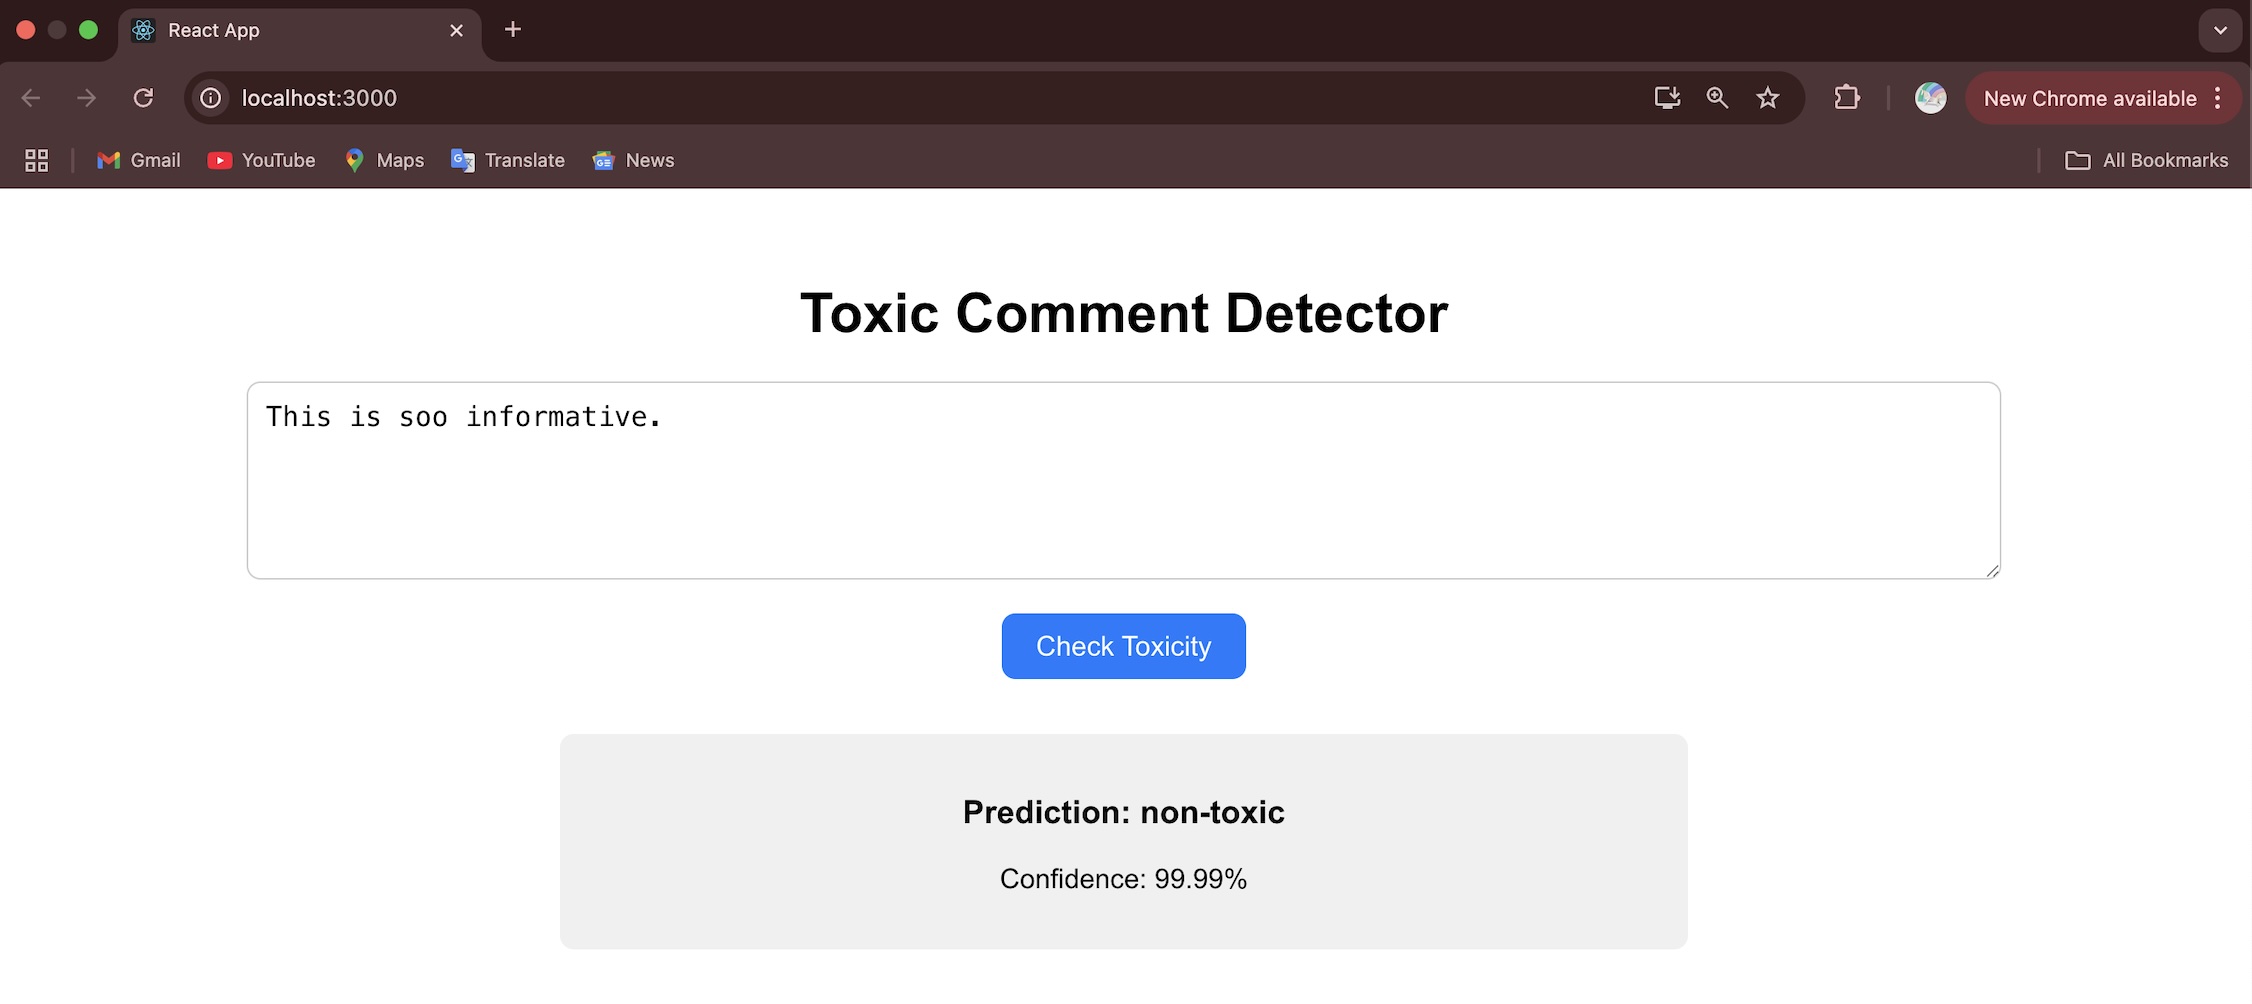 React App
localhost:3000
New Chrome available
Gmail YouTube Maps Translate News All Bookmarks
Toxic Comment Detector
This is soo informative.
Check Toxicity
Prediction: non-toxic
Confidence: 99.99%